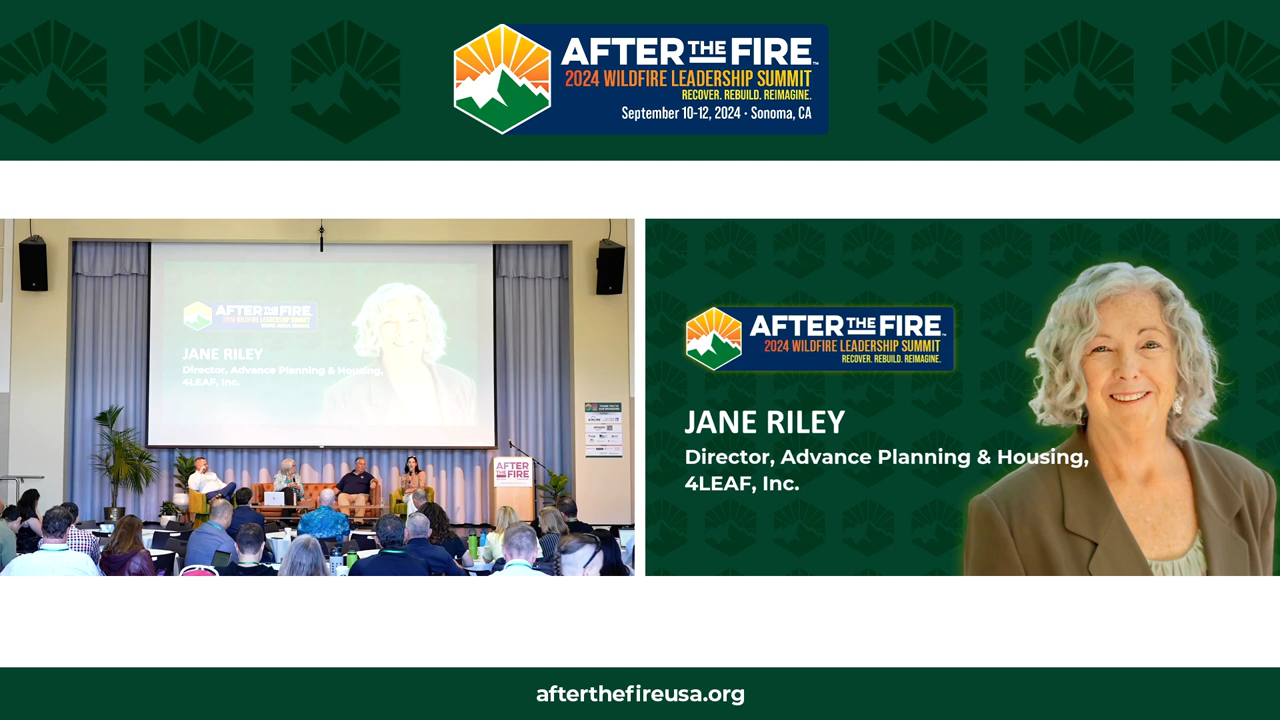 AFTER THE FIRE™
2024 WILDFIRE LEADERSHIP SUMMIT
RECOVER. REBUILD. REIMAGINE.
September 10-12, 2024 · Sonoma, CA
AFTER THE FIRE
2024 WILDFIRE LEADERSHIP SUMMIT
JANE RILEY
Director, Advance Planning & Housing,
4LEAF, Inc.
AFTER
THE FIRE
AFTER THE FIRE™
2024 WILDFIRE LEADERSHIP SUMMIT
RECOVER. REBUILD. REIMAGINE.
JANE RILEY
Director, Advance Planning & Housing,
4LEAF, Inc.
afterthefireusa.org